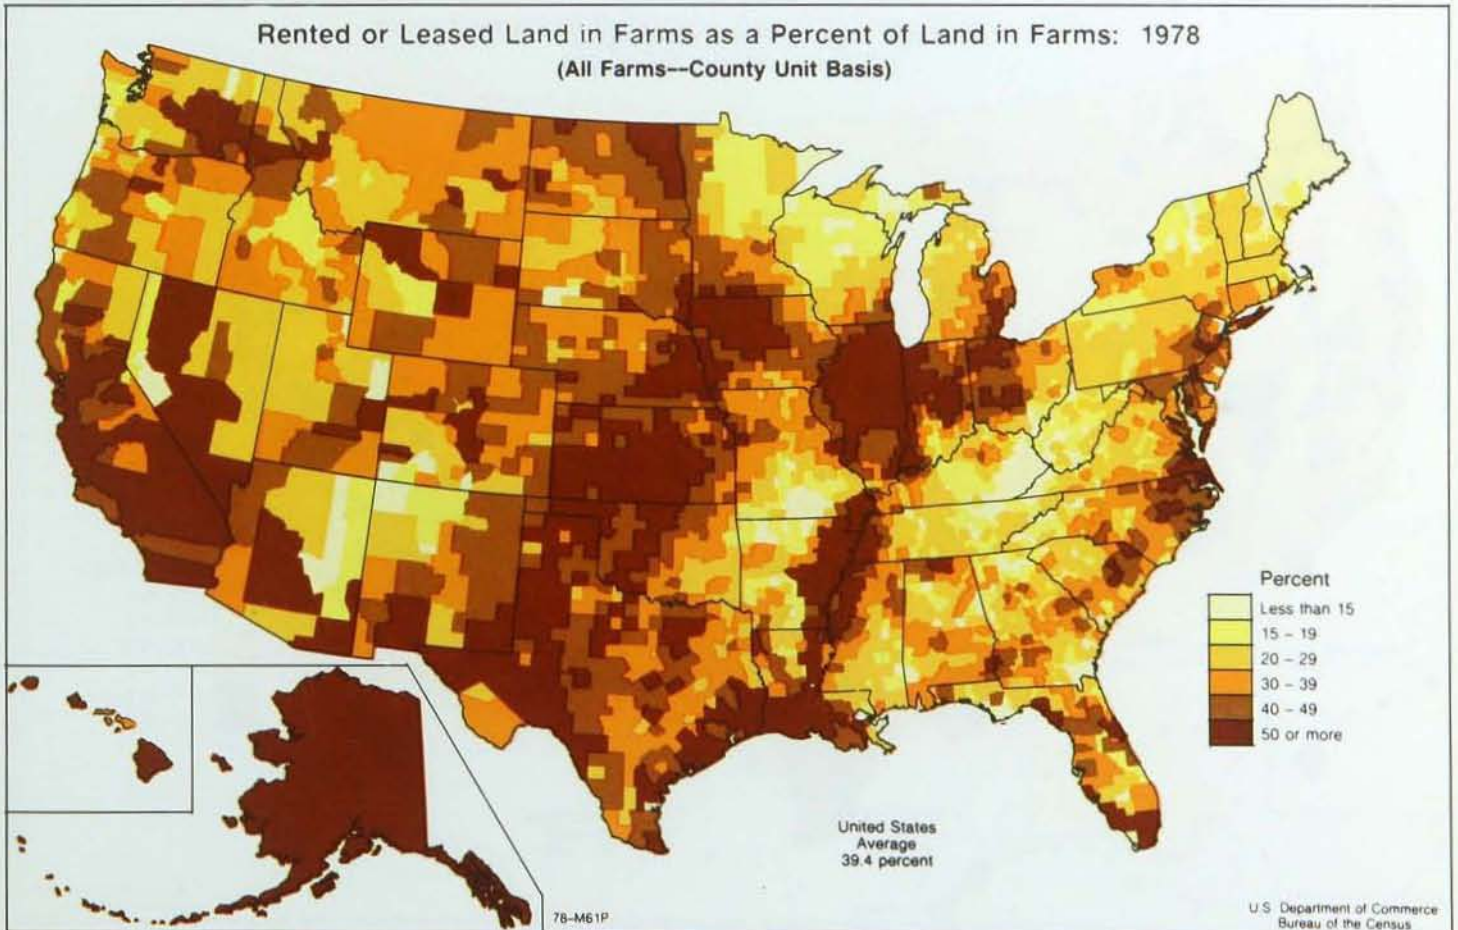 Rented or Leased Land in Farms as a Percent of Land in Farms: 1978
(All Farms--County Unit Basis)
Percent
Less than 15
15 - 19
20 - 29
30 - 39
40 - 49
50 or more
United States
Average
39.4 percent
78-M61P
U.S. Department of Commerce
Bureau of the Census